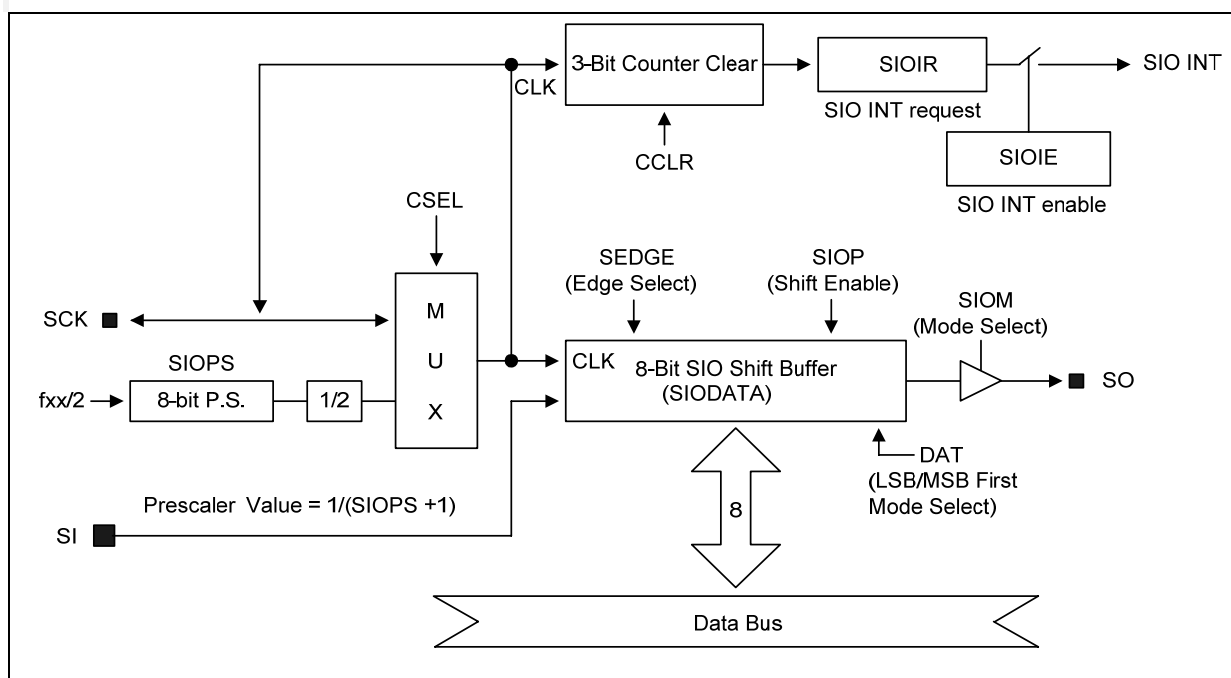 3-Bit Counter Clear
CLK
SIOIR
SIO INT
SIO INT request
CCLR
SIOIE
SIO INT enable
CSEL
SEDGE
(Edge Select)
SIOP
(Shift Enable)
SIOM
(Mode Select)
SCK
M
U
X
SIOPS
fxx/2
8-bit P.S.
1/2
CLK
8-Bit SIO Shift Buffer
(SIODATA)
SO
DAT
(LSB/MSB First
Mode Select)
Prescaler Value = 1/(SIOPS +1)
SI
8
Data Bus